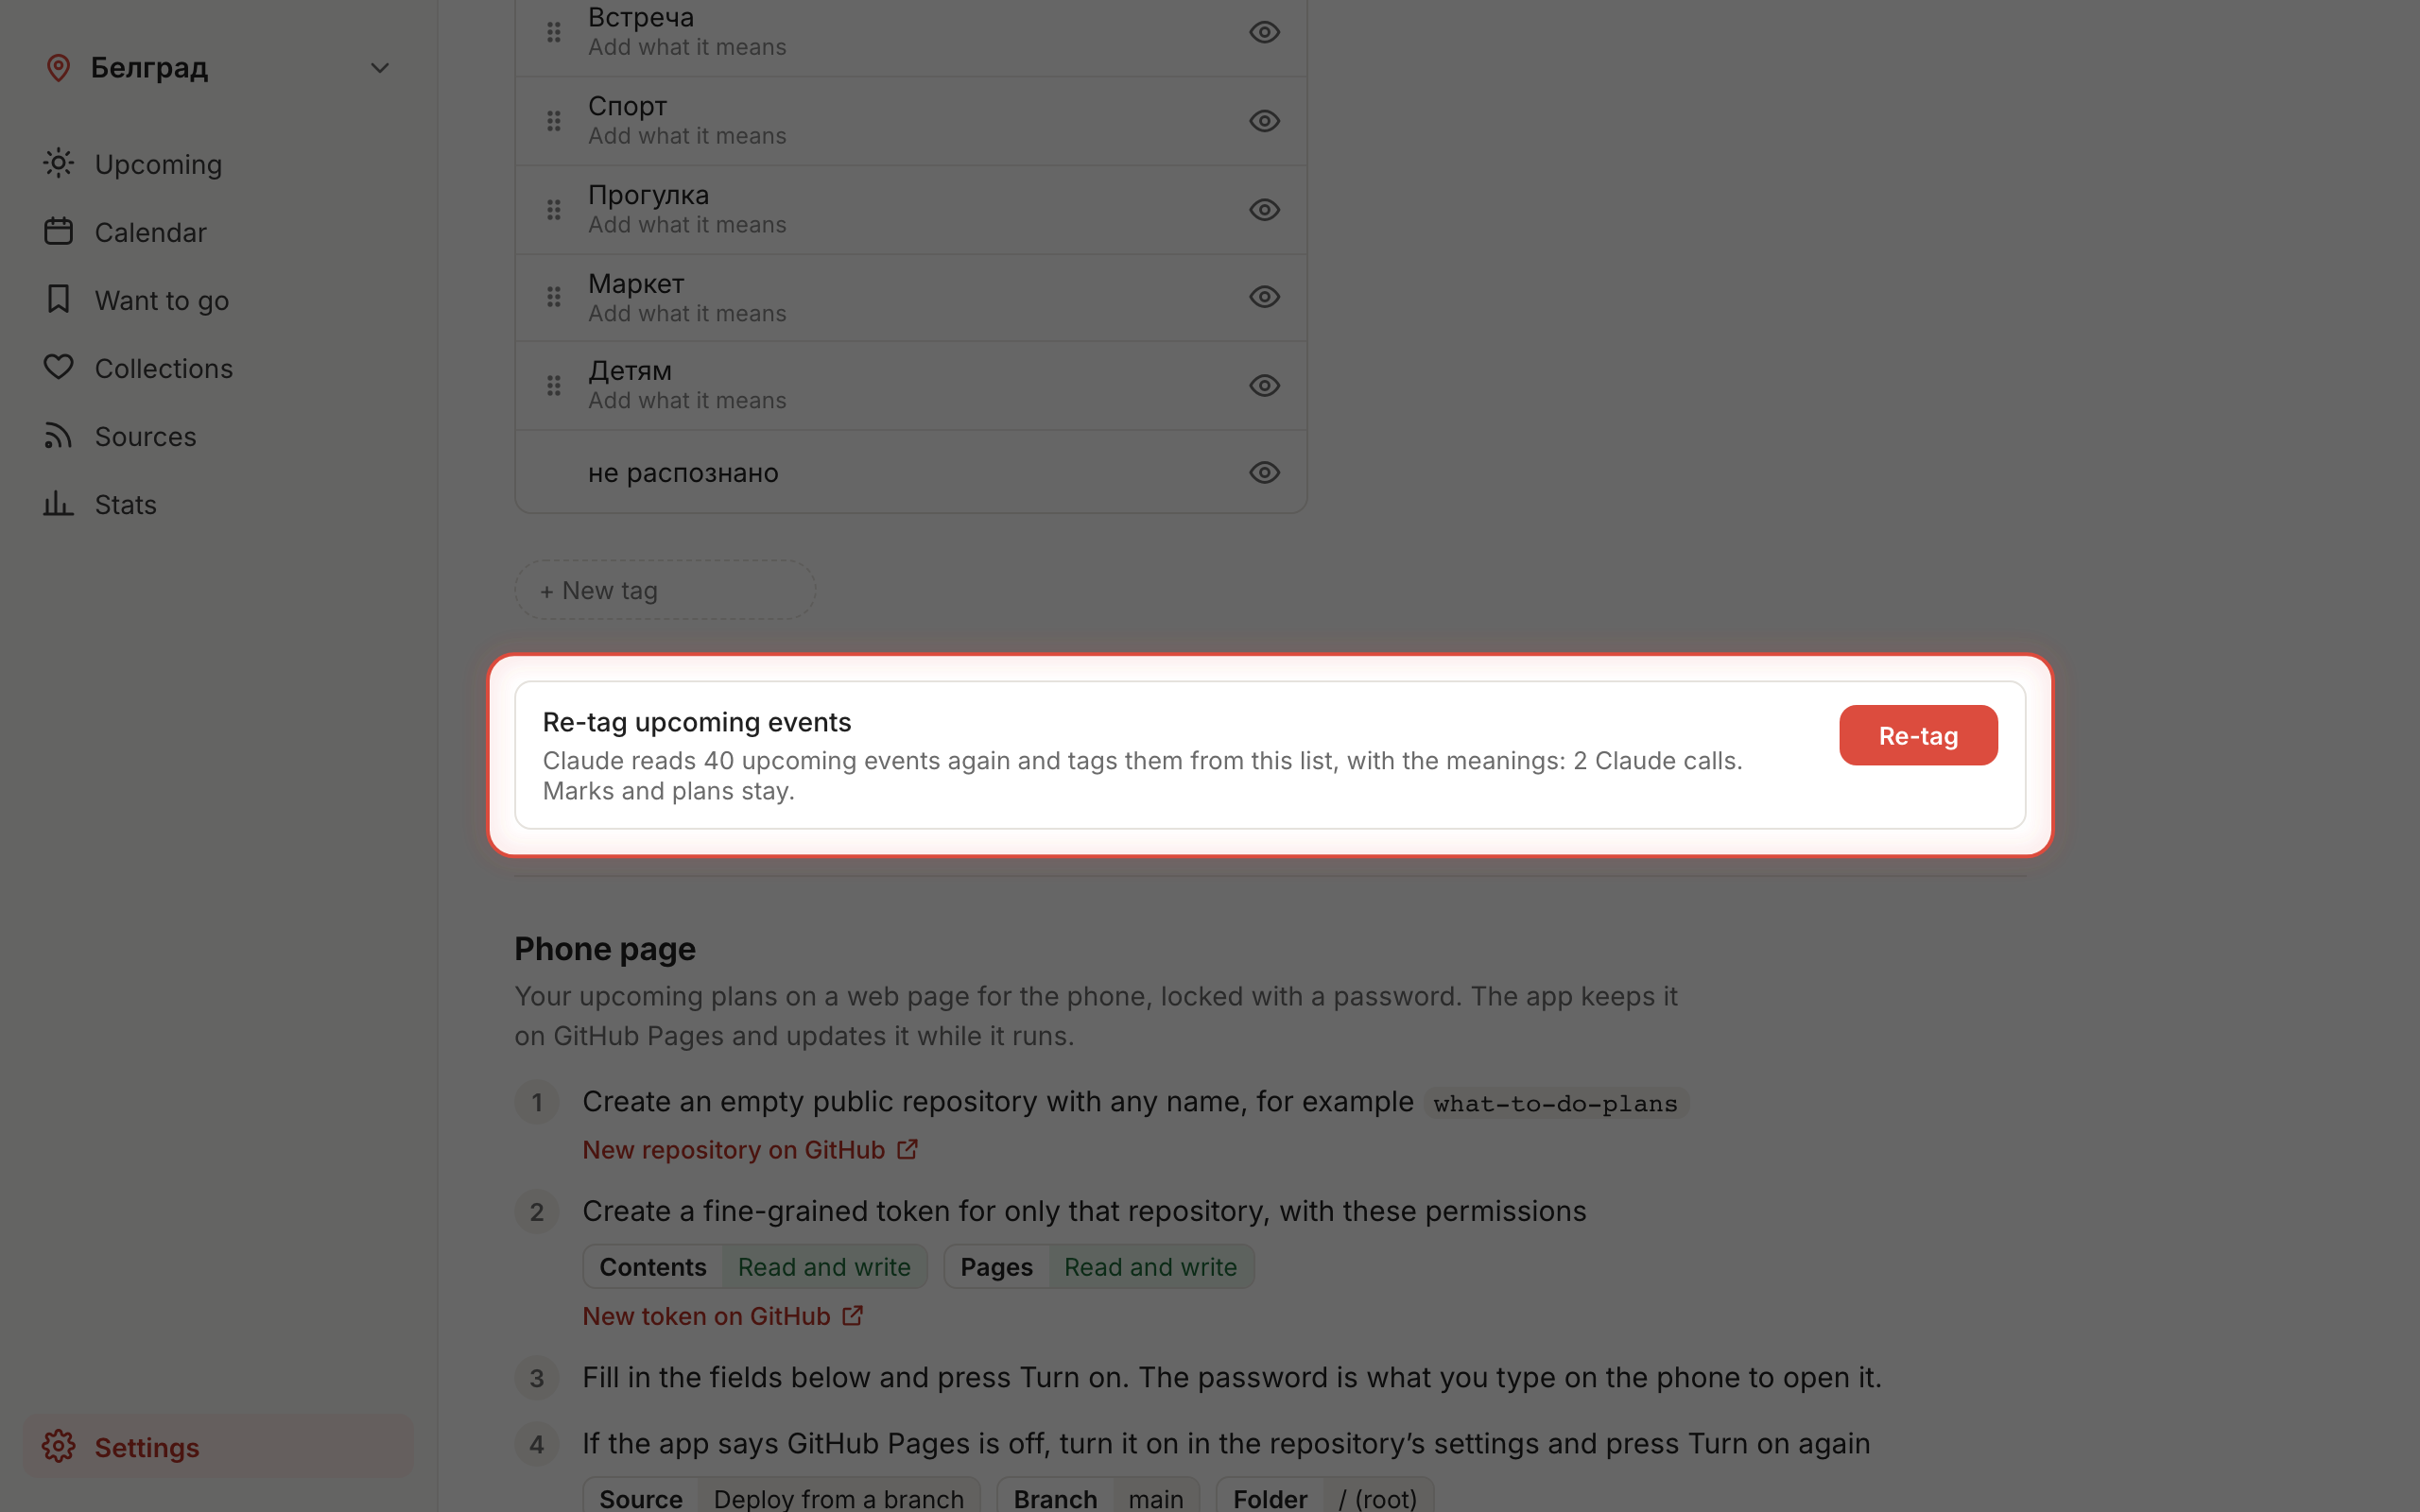 Белград
Upcoming
Calendar
Want to go
Collections
Sources
Stats
Settings
Встреча
Add what it means
Спорт
Add what it means
Прогулка
Add what it means
Маркет
Add what it means
Детям
Add what it means
не распознано
+ New tag
Re-tag upcoming events
Claude reads 40 upcoming events again and tags them from this list, with the meanings: 2 Claude calls.
Marks and plans stay.
Re-tag
Phone page
Your upcoming plans on a web page for the phone, locked with a password. The app keeps it
on GitHub Pages and updates it while it runs.
1 Create an empty public repository with any name, for example what-to-do-plans
New repository on GitHub
2 Create a fine-grained token for only that repository, with these permissions
Contents Read and write Pages Read and write
New token on GitHub
3 Fill in the fields below and press Turn on. The password is what you type on the phone to open it.
4 If the app says GitHub Pages is off, turn it on in the repository’s settings and press Turn on again
Source Deploy from a branch Branch main Folder / (root)